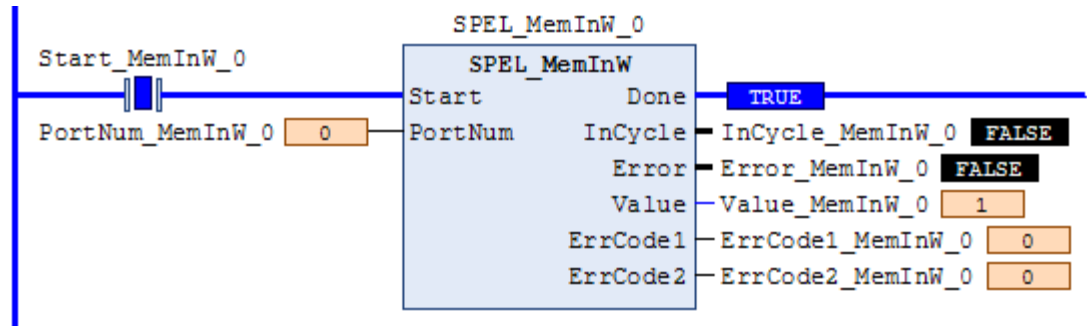 SPEL_MemInW_0
Start_MemInW_0 SPEL_MemInW
Start Done TRUE
PortNum_MemInW_0 0 PortNum InCycle InCycle_MemInW_0 FALSE
Error Error_MemInW_0 FALSE
Value Value_MemInW_0 1
ErrCode1 ErrCode1_MemInW_0 0
ErrCode2 ErrCode2_MemInW_0 0